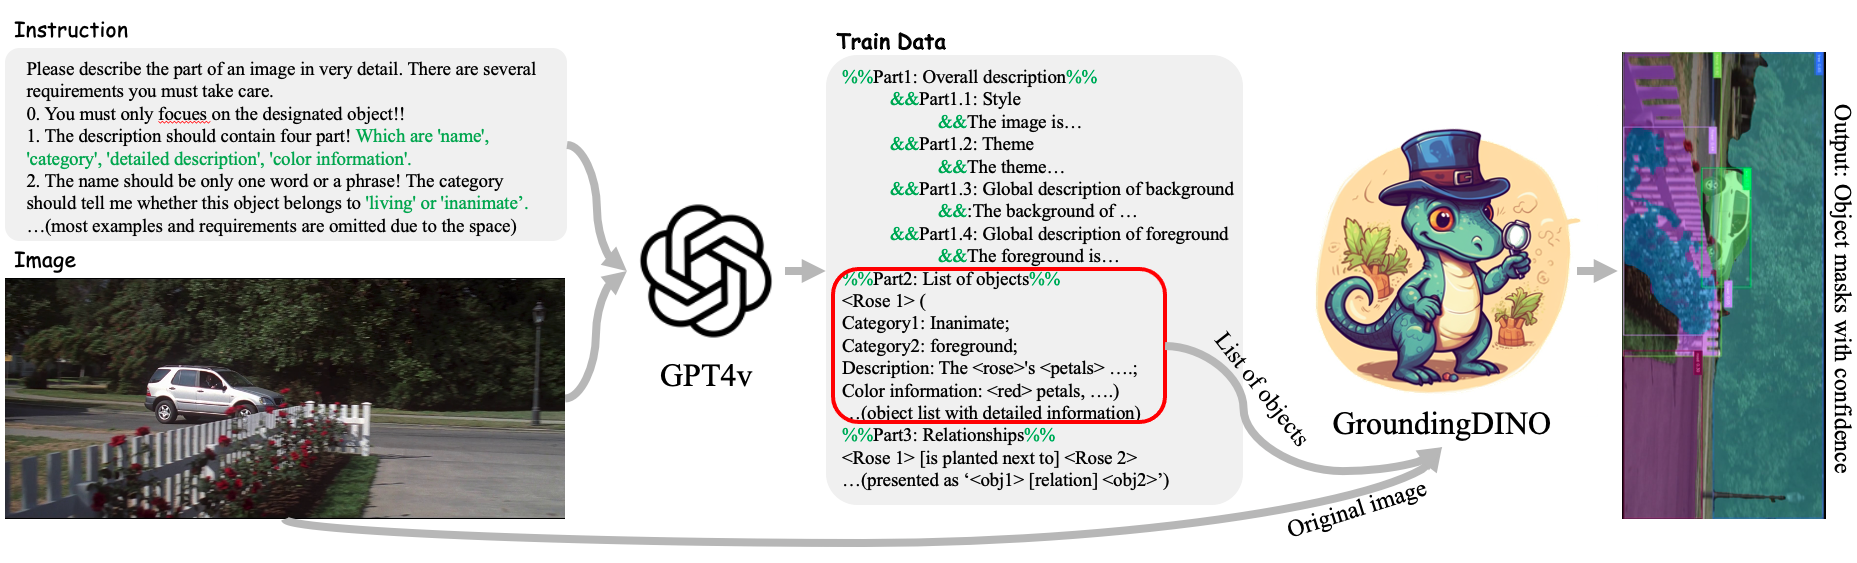 Instruction
Please describe the part of an image in very detail. There are several
requirements you must take care.
0. You must only focues on the designated object!!
1. The description should contain four part! Which are 'name',
'category', 'detailed description', 'color information'.
2. The name should be only one word or a phrase! The category
should tell me whether this object belongs to 'living' or 'inanimate’.
…(most examples and requirements are omitted due to the space)
Image
GPT4v
Train Data
%%Part1: Overall description%%
&&Part1.1: Style
&&The image is…
&&Part1.2: Theme
&&The theme…
&&Part1.3: Global description of background
&&:The background of …
&&Part1.4: Global description of foreground
&&The foreground is…
%%Part2: List of objects%%
<Rose 1> (
Category1: Inanimate;
Category2: foreground;
Description: The <rose>'s <petals> ….;
Color information: <red> petals, ….)
…(object list with detailed information)
%%Part3: Relationships%%
<Rose 1> [is planted next to] <Rose 2>
…(presented as ‘<obj1> [relation] <obj2>’)
List of objects
Original image
GroundingDINO
Output: Object masks with confidence